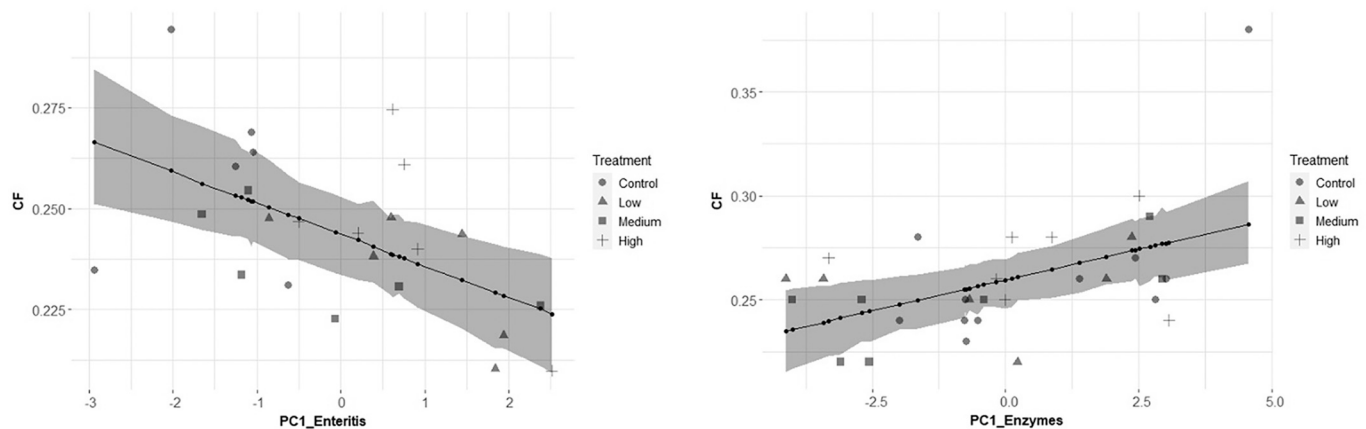 CF
0.275
0.250
0.225
-3
-2
-1
0
1
2
PC1_Enteritis
Treatment
Control
Low
Medium
High
CF
0.35
0.30
0.25
-2.5
0.0
2.5
5.0
PC1_Enzymes
Treatment
Control
Low
Medium
High